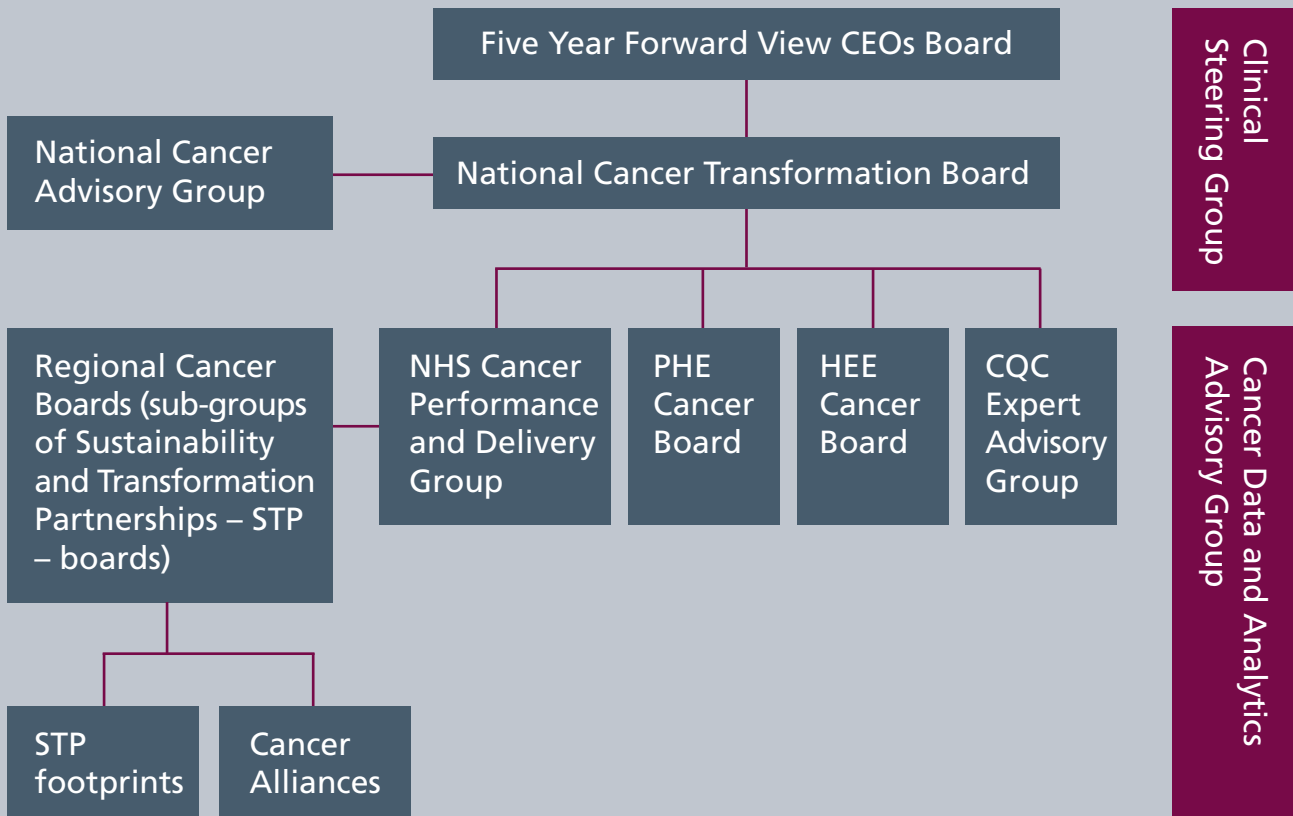 Five Year Forward View CEOs Board
National Cancer
Advisory Group
National Cancer Transformation Board
Regional Cancer
Boards (sub-groups
of Sustainability
and Transformation
Partnerships – STP
– boards)
NHS Cancer
Performance
and Delivery
Group
PHE
Cancer
Board
HEE
Cancer
Board
CQC
Expert
Advisory
Group
STP
footprints
Cancer
Alliances
Clinical
Steering Group
Cancer Data and Analytics
Advisory Group